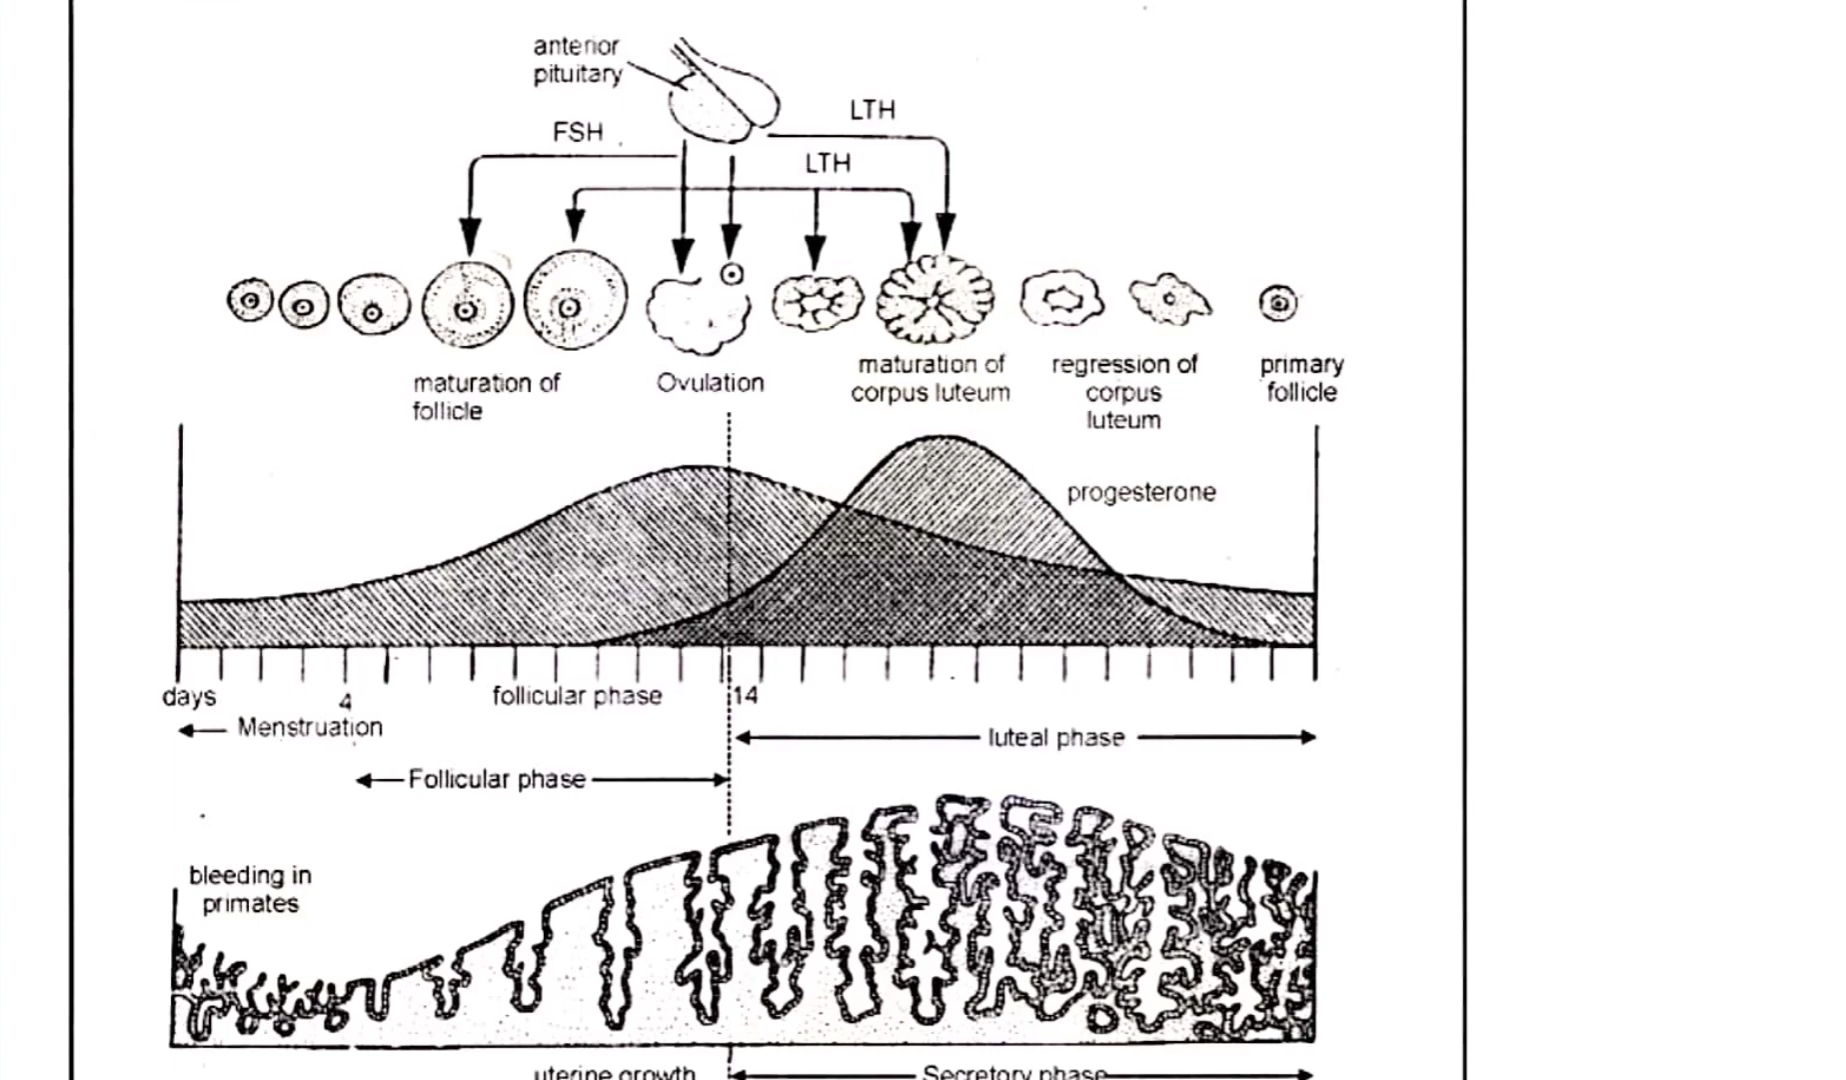 anterior
pituitary
LTH
FSH
LTH
maturation of
follicle
Ovulation
maturation of
corpus luteum
regression of
corpus
luteum
primary
follicle
progesterone
days
4
follicular phase
14
Menstruation
luteal phase
Follicular phase
bleeding in
primates
uterine growth
Secretory phase